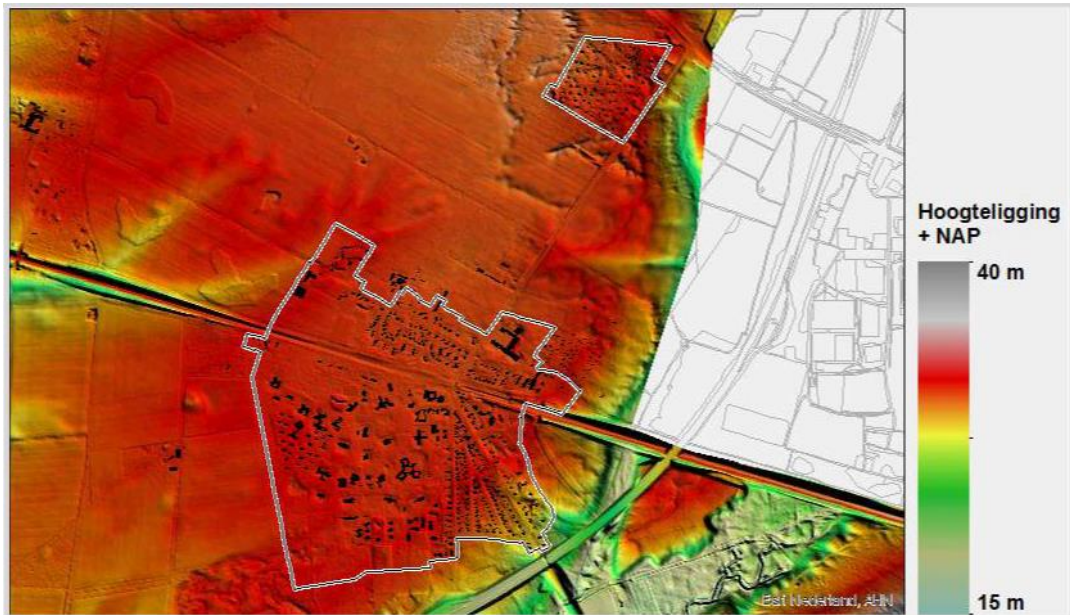 Hoogteligging
+ NAP
40 m
15 m
Esri Nederland, AHN